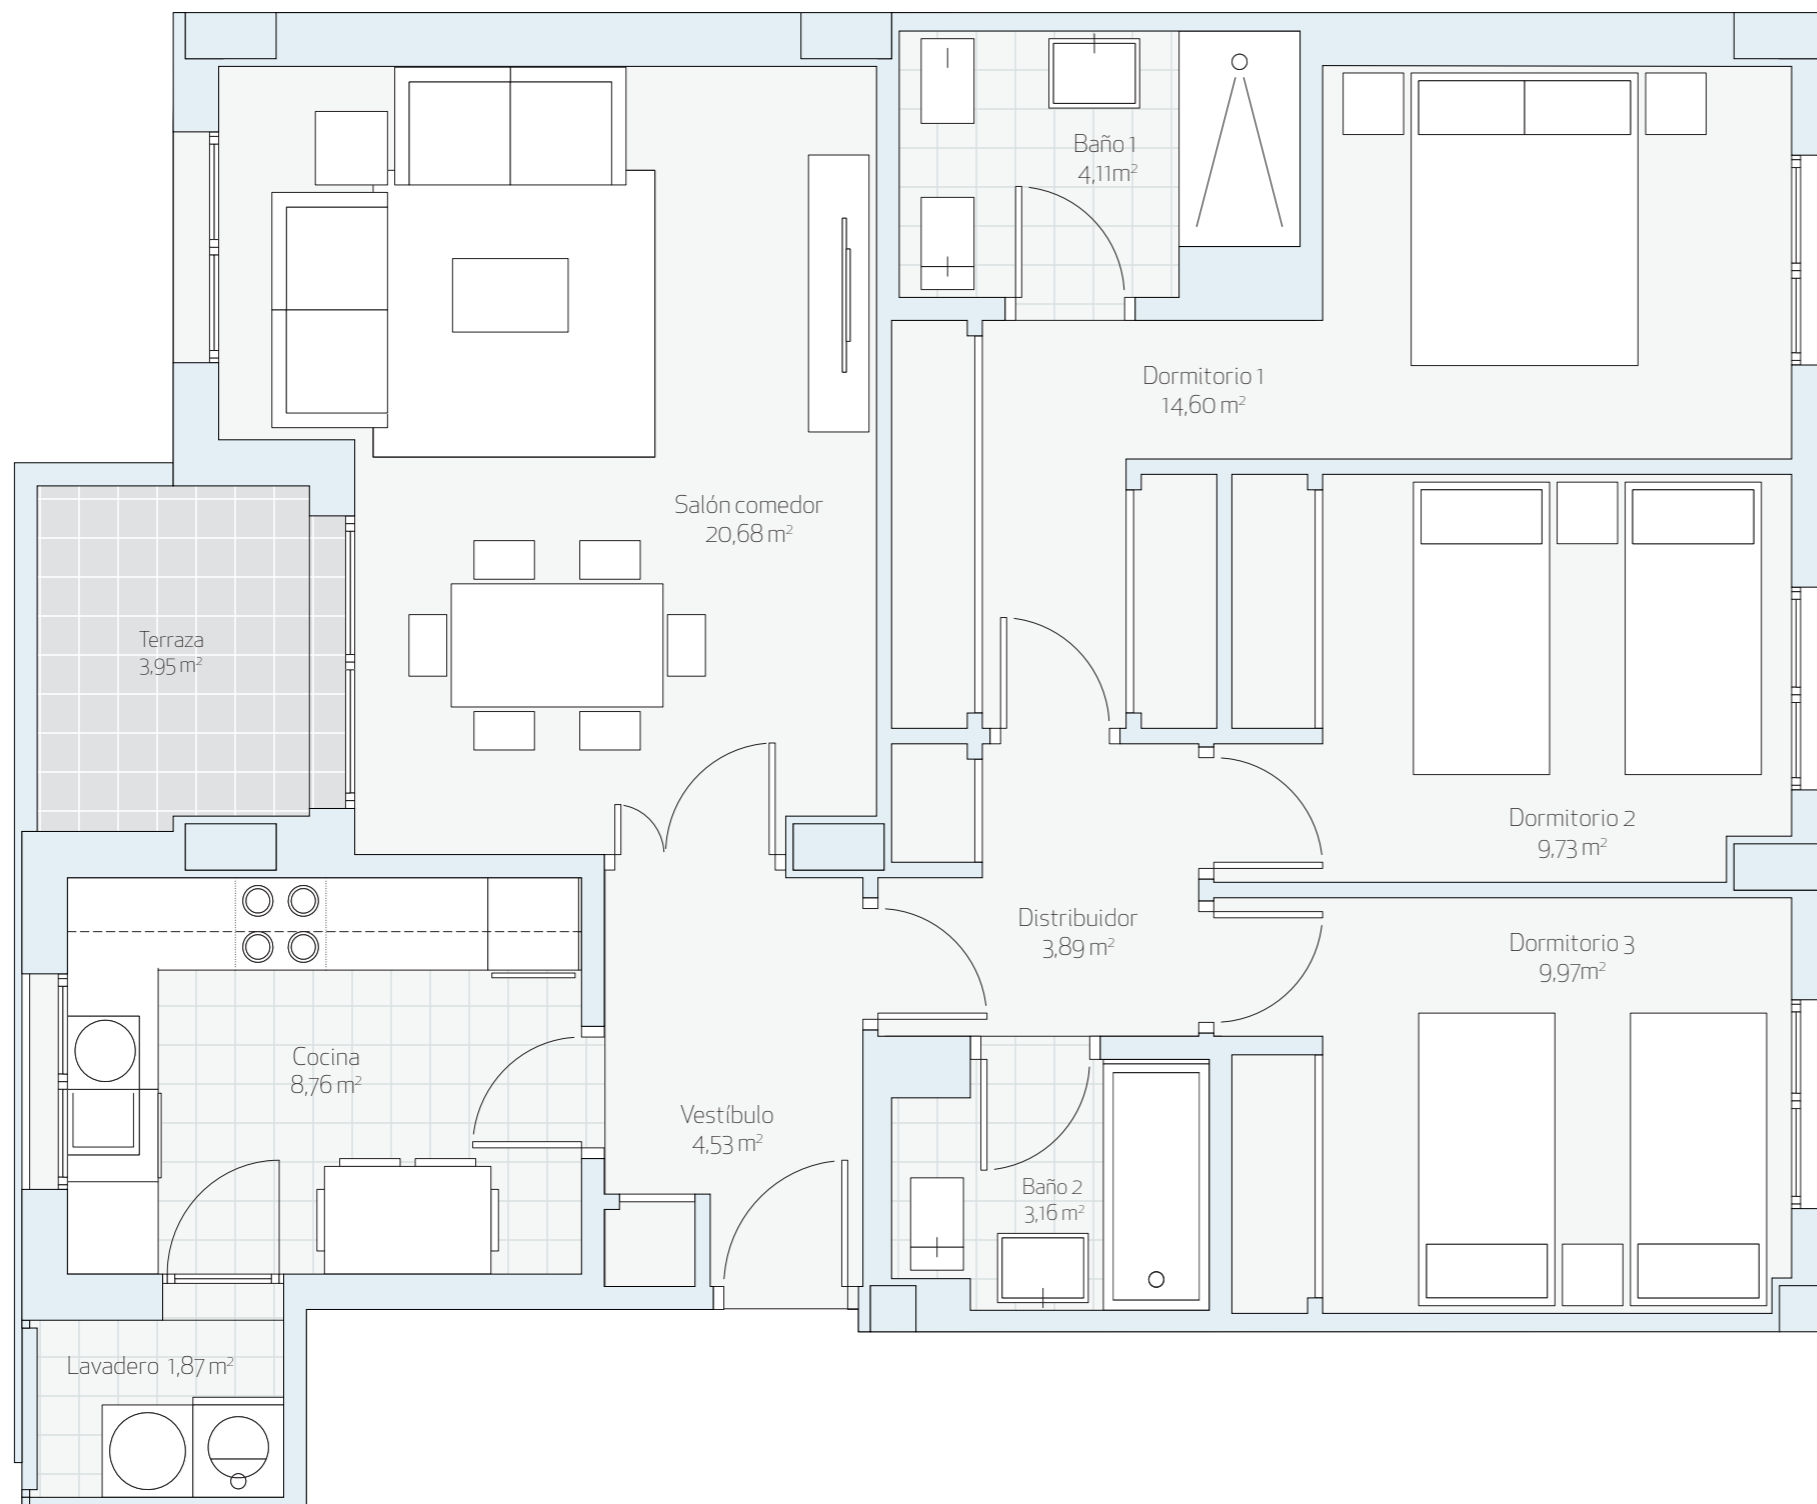 Baño 1
4,11m²
Dormitorio 1
14,60 m²
Salón comedor
20,68 m²
Terraza
3,95 m²
Dormitorio 2
9,73 m²
Distribuidor
3,89 m²
Dormitorio 3
9,97m²
Cocina
8,76 m²
Vestíbulo
4,53 m²
Baño 2
3,16 m²
Lavadero 1,87 m²